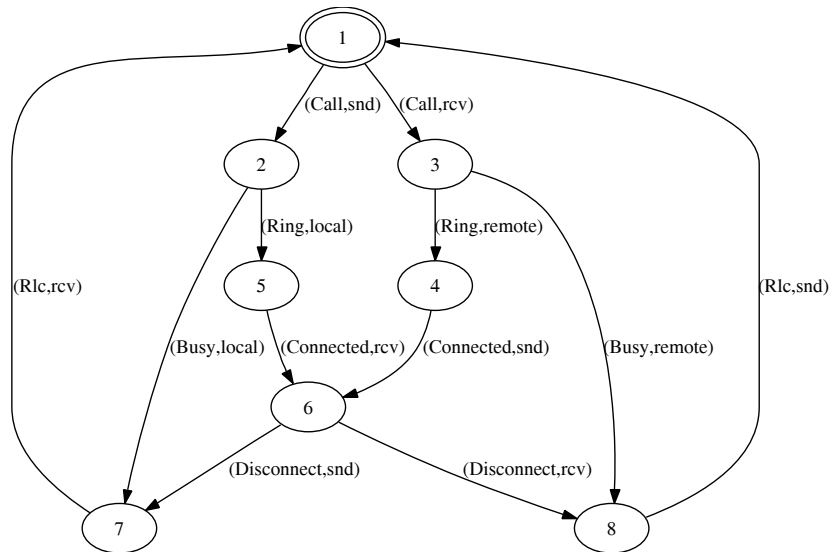 1
(Call,snd)
(Call,rcv)
2
3
(Ring,local)
(Ring,remote)
(Rlc,rcv)
5
4
(Rlc,snd)
(Busy,local)
(Connected,rcv)
(Connected,snd)
(Busy,remote)
6
(Disconnect,snd)
(Disconnect,rcv)
7
8